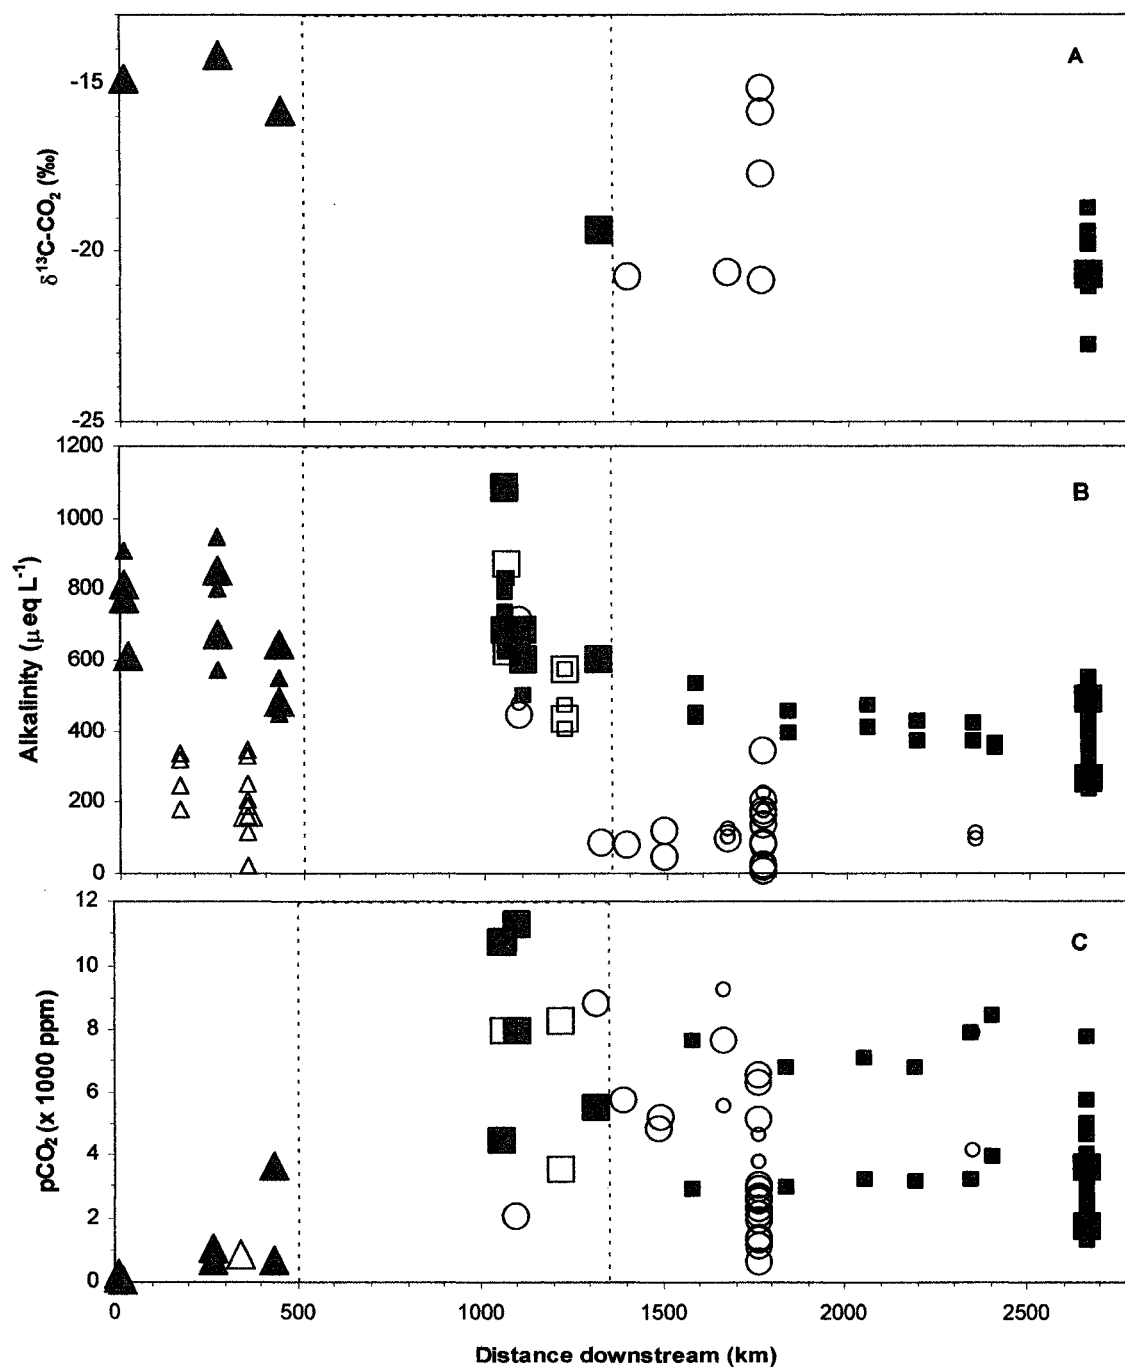 A
-15
-20
-25
δ¹³C-CO₂ (‰)
B
1200
1000
800
600
400
200
0
Alkalinity (µeq L⁻¹)
C
12
10
8
6
4
2
0
pCO₂ (x 1000 ppm)
0 500 1000 1500 2000 2500
Distance downstream (km)